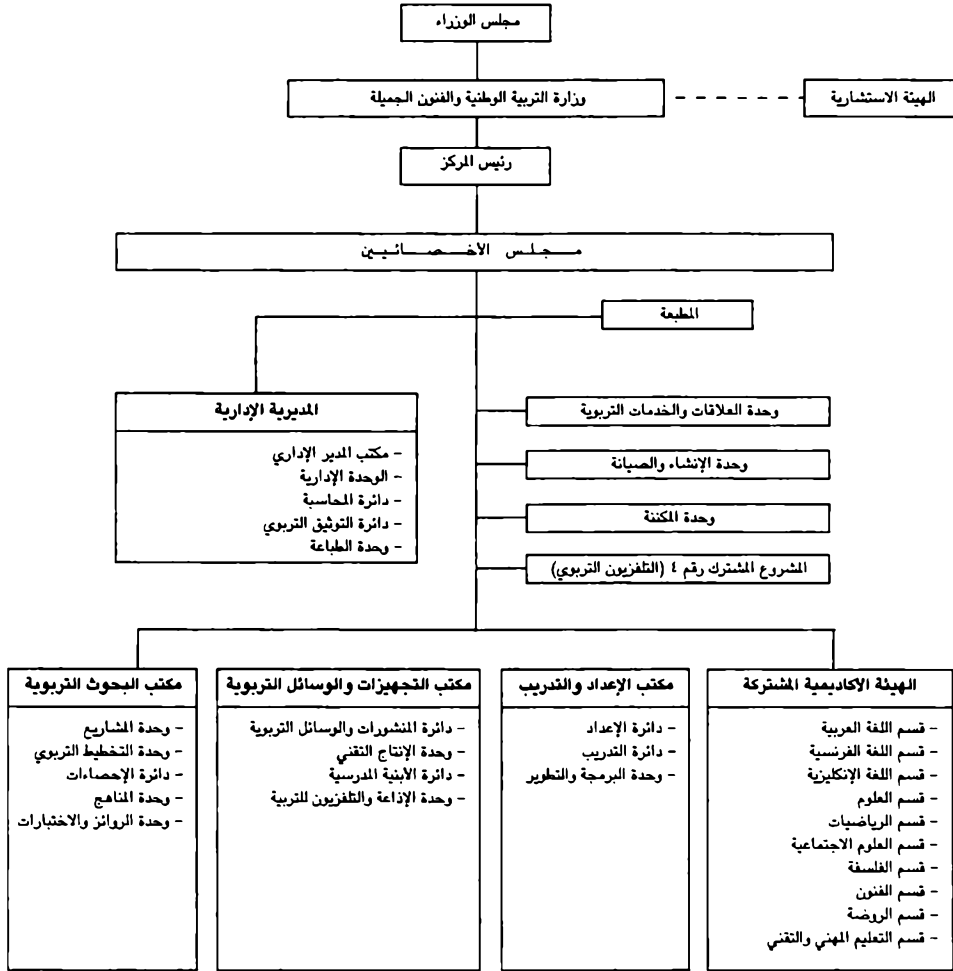 مجلس الوزراء
وزارة التربية الوطنية والفنون الجميلة
الهيئة الاستشارية
رئيس المركز
مـــجـلـس الأخـــصـــائــيــين
المطبعة
المديرية الإدارية
– مكتب المدير الإداري
– الوحدة الإدارية
– دائرة المحاسبة
– دائرة التوثيق التربوي
– وحدة الطباعة
وحدة العلاقات والخدمات التربوية
وحدة الإنشاء والصيانة
وحدة المكننة
المشروع المشترك رقم ٤ (التلفزيون التربوي)
الهيئة الاكاديمية المشتركة
– قسم اللغة العربية
– قسم اللغة الفرنسية
– قسم اللغة الإنكليزية
– قسم العلوم
– قسم الرياضيات
– قسم العلوم الاجتماعية
– قسم الفلسفة
– قسم الفنون
– قسم الروضة
– قسم التعليم المهني والتقني
مكتب الإعداد والتدريب
– دائرة الإعداد
– دائرة التدريب
– وحدة البرمجة والتطوير
مكتب التجهيزات والوسائل التربوية
– دائرة المنشورات والوسائل التربوية
– وحدة الإنتاج التقني
– دائرة الأبنية المدرسية
– وحدة الإذاعة والتلفزيون للتربية
مكتب البحوث التربوية
– وحدة المشاريع
– وحدة التخطيط التربوي
– دائرة الإحصاءات
– وحدة المناهج
– وحدة الروائز والاختبارات